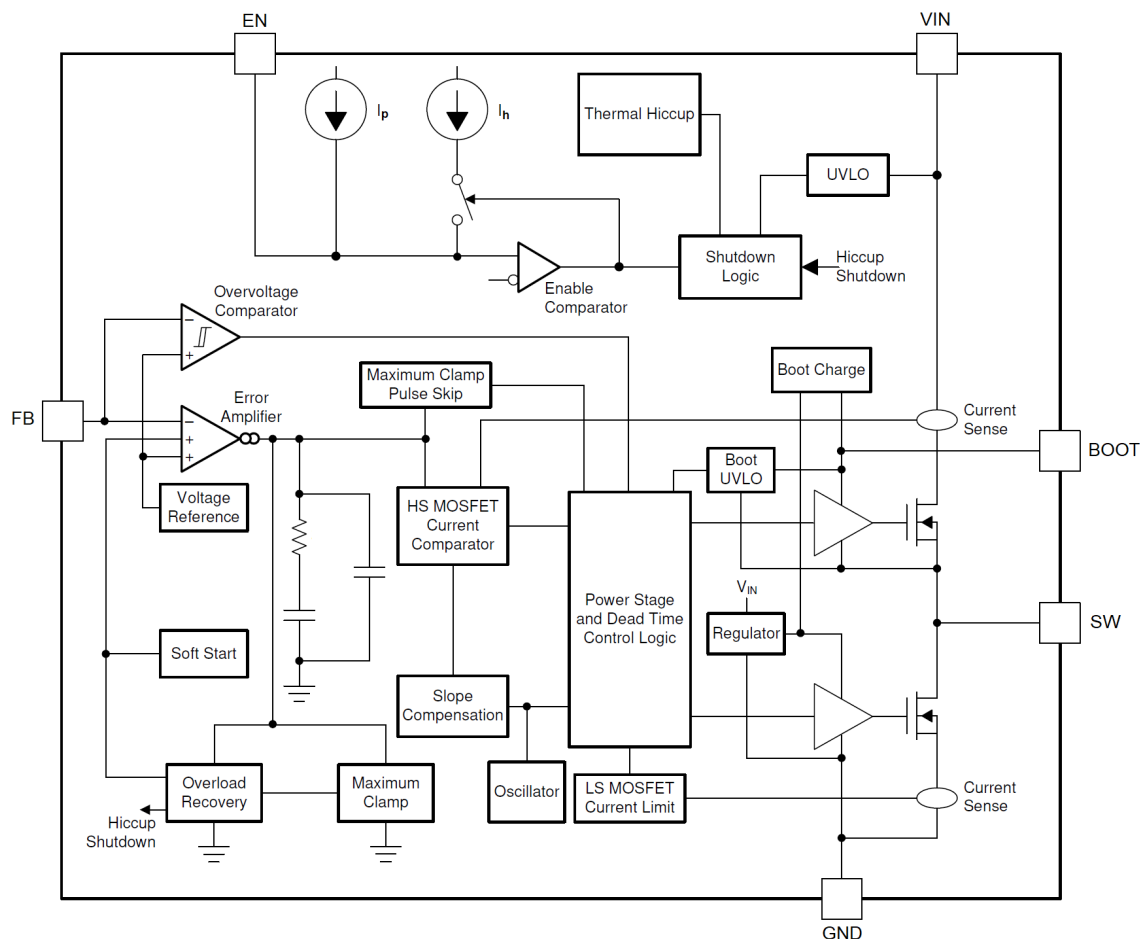 EN
VIN
Ip
Ih
Thermal Hiccup
UVLO
Shutdown
Logic
Hiccup
Shutdown
Enable
Comparator
Overvoltage
Comparator
−
+
Boot Charge
Maximum Clamp
Pulse Skip
Error
Amplifier
FB
−
+
+
Current
Sense
BOOT
Boot
UVLO
Voltage
Reference
HS MOSFET
Current
Comparator
VIN
Power Stage
and Dead Time
Control Logic
Regulator
SW
Soft Start
Slope
Compensation
Overload
Recovery
Maximum
Clamp
Oscillator
LS MOSFET
Current Limit
Current
Sense
Hiccup
Shutdown
GND